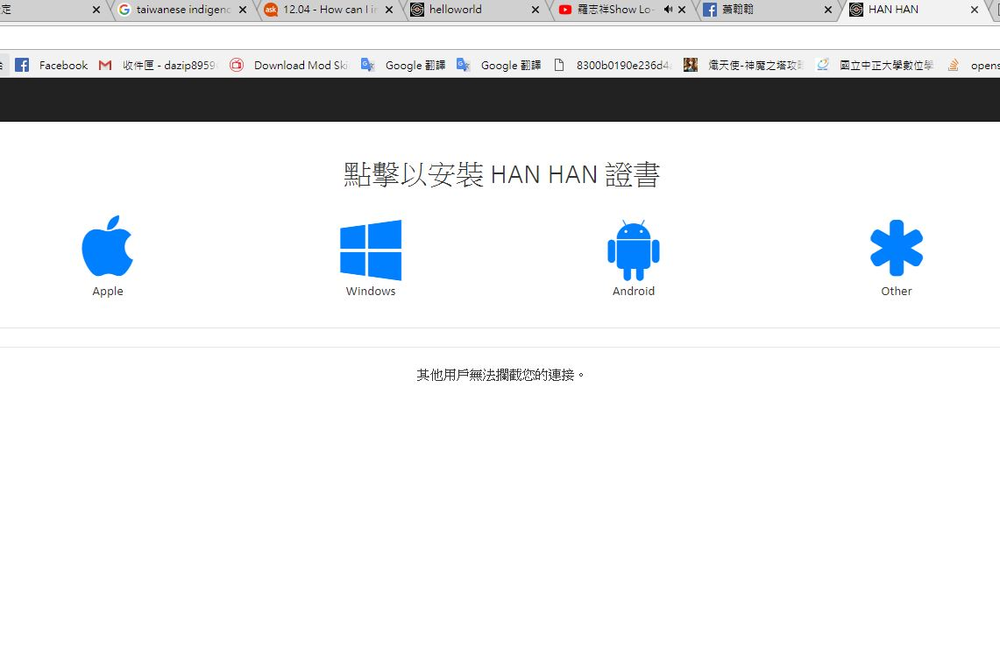 定
taiwanese indigenc
12.04 - How can I in
helloworld
羅志祥Show Lo-
蕭翰翰
HAN HAN
Facebook
收件匣 - dazip8959
Download Mod Ski
Google 翻譯
Google 翻譯
8300b0190e236d4
熾天使-神魔之塔攻
國立中正大學數位學
opens
點擊以安裝 HAN HAN 證書
Apple
Windows
Android
Other
其他用戶無法攔截您的連接。